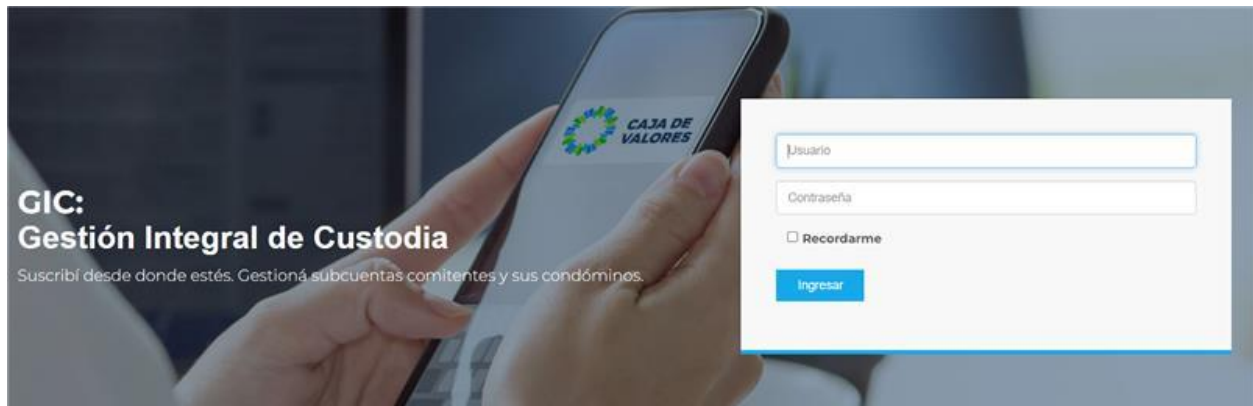 CAJA DE
VALORES
GIC:
Gestión Integral de Custodia
Suscribí desde donde estés. Gestioná subcuentas comitentes y sus condóminos.
Usuario
Contraseña
Recordarme
Ingresar